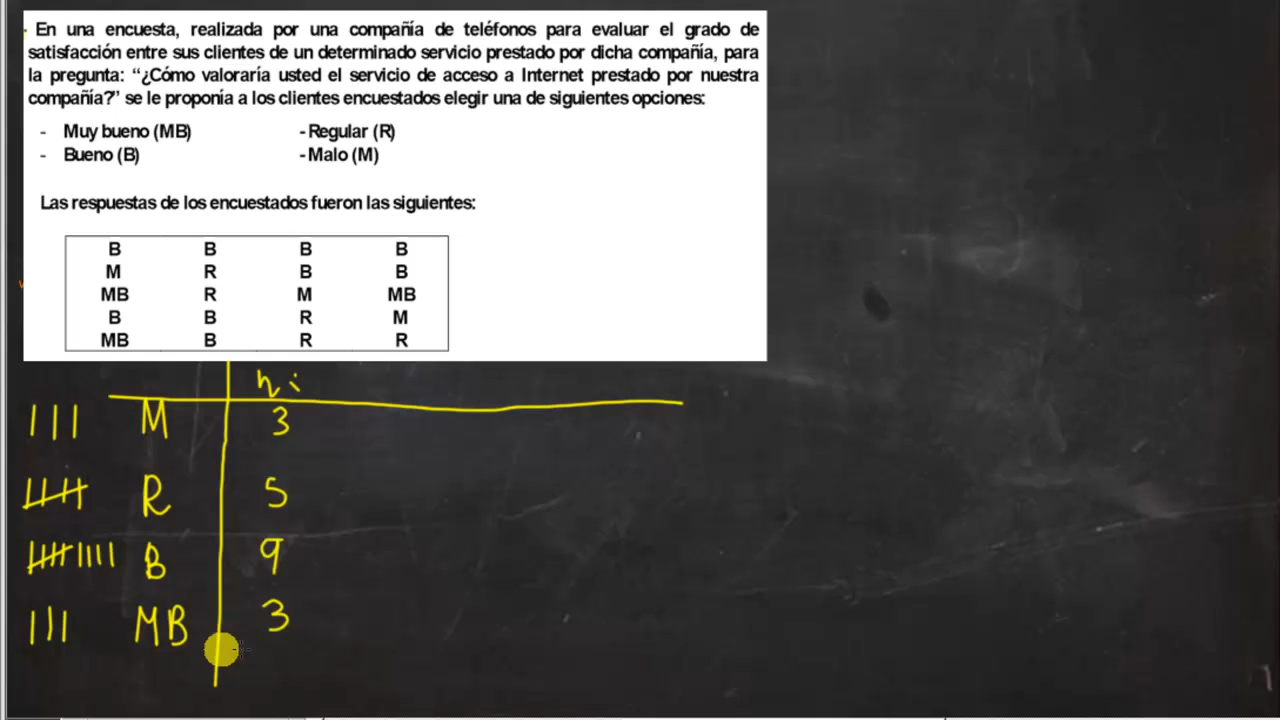 En una encuesta, realizada por una compañía de teléfonos para evaluar el grado de
satisfacción entre sus clientes de un determinado servicio prestado por dicha compañía, para
la pregunta: “¿Cómo valoraría usted el servicio de acceso a Internet prestado por nuestra
compañía?” se le proponía a los clientes encuestados elegir una de siguientes opciones:
- Muy bueno (MB) - Regular (R)
- Bueno (B) - Malo (M)
Las respuestas de los encuestados fueron las siguientes:
B B B B
M R B B
MB R M MB
B B R M
MB B R R
ni
M 3
R 5
B 9
MB 3